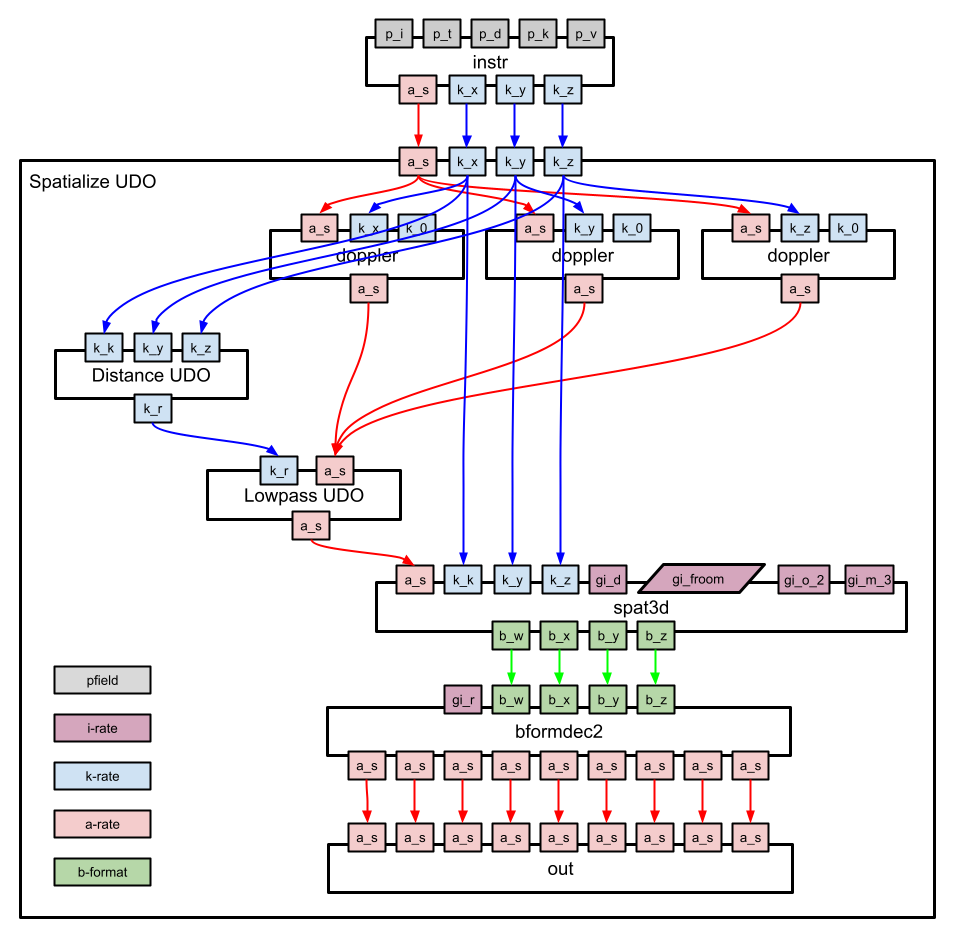 p_i p_t p_d p_k p_v
instr
a_s k_x k_y k_z
a_s k_x k_y k_z
Spatialize UDO
a_s k_x k_0 a_s k_y k_0 a_s k_z k_0
doppler doppler doppler
a_s a_s a_s
k_k k_y k_z
Distance UDO
k_r
k_r a_s
Lowpass UDO
a_s
a_s k_k k_y k_z gi_d gi_froom gi_o_2 gi_m_3
spat3d
b_w b_x b_y b_z
gi_r b_w b_x b_y b_z
bformdec2
a_s a_s a_s a_s a_s a_s a_s a_s a_s
a_s a_s a_s a_s a_s a_s a_s a_s a_s
out
pfield
i-rate
k-rate
a-rate
b-format